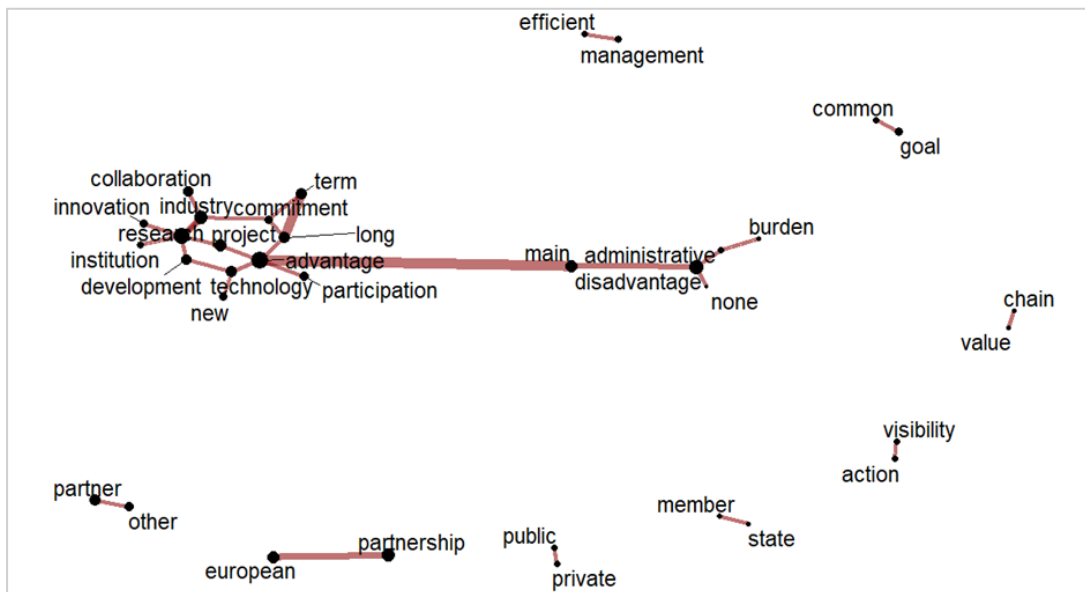 efficient
management
common
goal
collaboration
term
innovation
industry
commitment
research
project
long
burden
institution
advantage
main
administrative
development
technology
participation
disadvantage
none
new
chain
value
visibility
action
partner
other
member
state
partnership
public
european
private